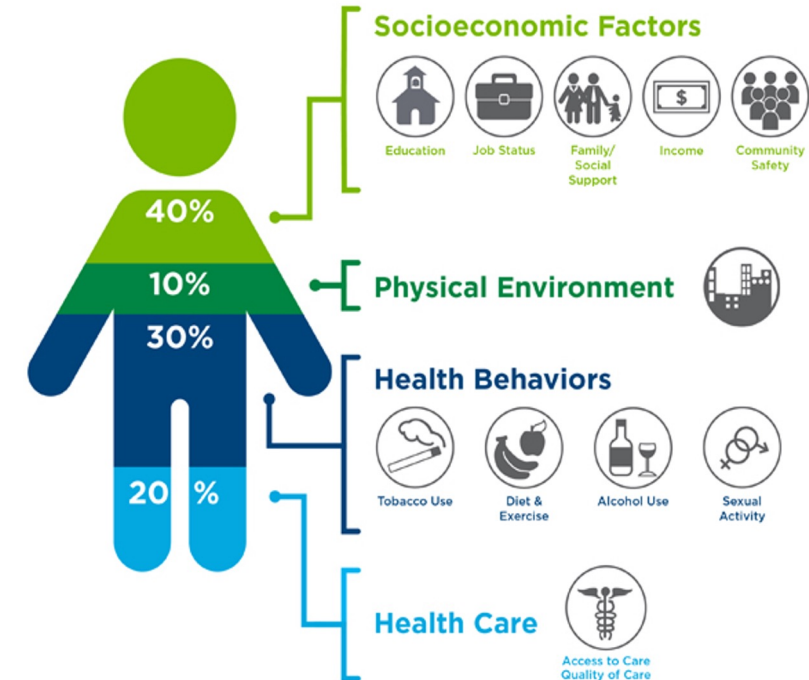 Socioeconomic Factors
Education
Job Status
Family/
Social
Support
Income
Community
Safety
40%
10%
Physical Environment
30%
Health Behaviors
Tobacco Use
Diet &
Exercise
Alcohol Use
Sexual
Activity
20 %
Health Care
Access to Care
Quality of Care
$